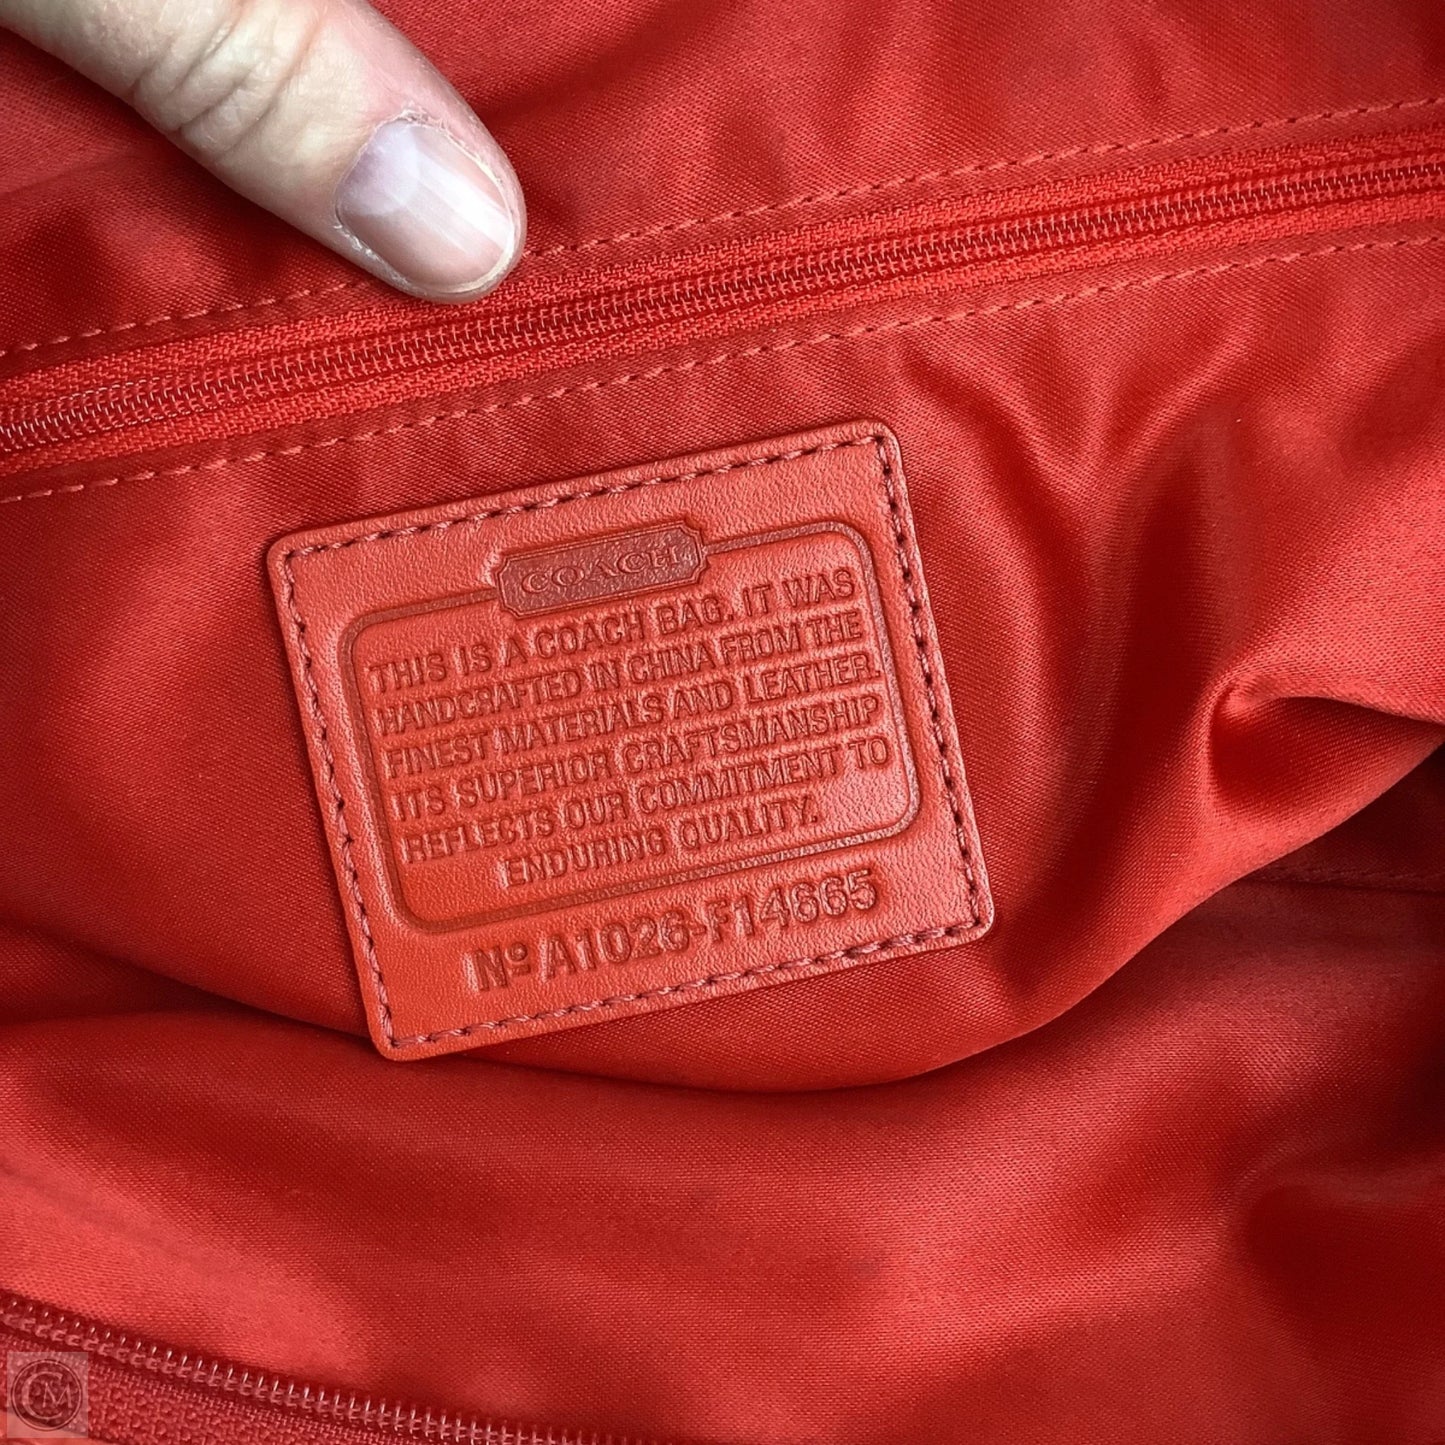 COACH
THIS IS A COACH BAG. IT WAS
HANDCRAFTED IN CHINA FROM THE
FINEST MATERIALS AND LEATHER.
ITS SUPERIOR CRAFTSMANSHIP
REFLECTS OUR COMMITMENT TO
ENDURING QUALITY.
Nº A1026-F14665
CM